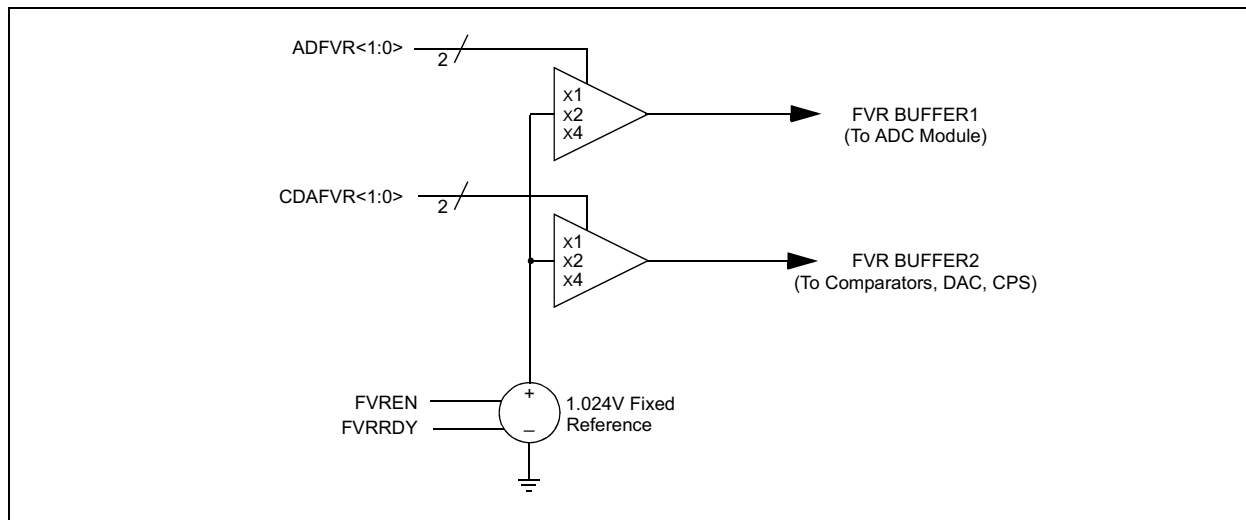 ADFVR<1:0>
2
X1
X2
X4
FVR BUFFER1
(To ADC Module)
CDAFVR<1:0>
2
X1
X2
X4
FVR BUFFER2
(To Comparators, DAC, CPS)
FVREN
FVRRDY
+
_
1.024V Fixed
Reference